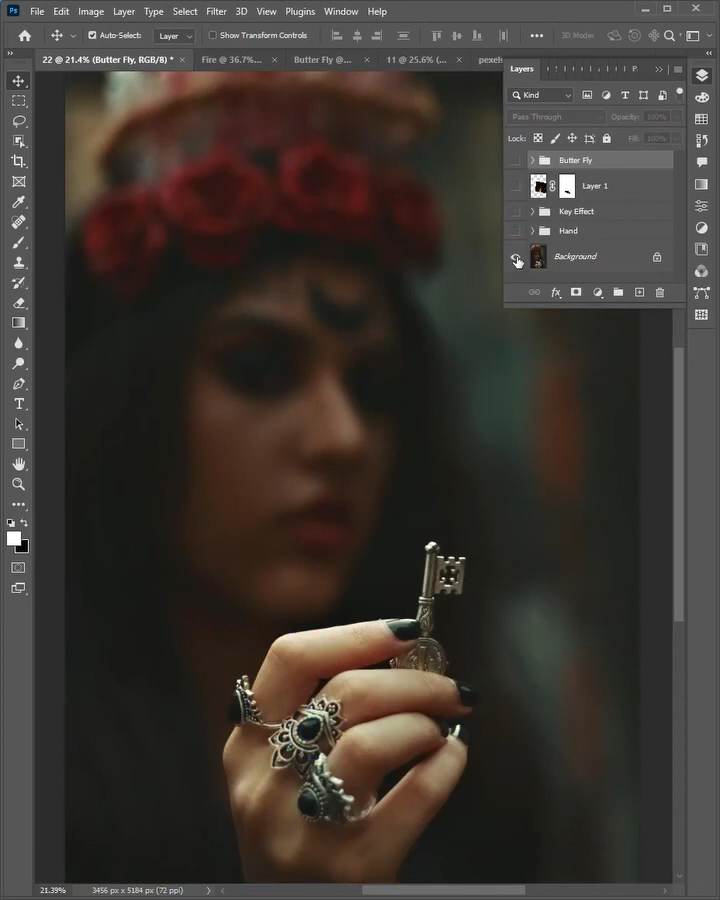 Ps File Edit Image Layer Type Select Filter 3D View Plugins Window Help
Auto-Select: Layer Show Transform Controls 3D Mode:
22 @ 21.4% (Butter Fly, RGB/8) * × Fire @ 36.7%... × Butter Fly @... × 11 @ 25.6% (... × pexels
Layers P.
Kind
Pass Through Opacity: 100%
Lock: Fill: 100%
Butter Fly
Layer 1
Key Effect
Hand
Background
fx
21.39% 3456 px x 5184 px (72 ppi)